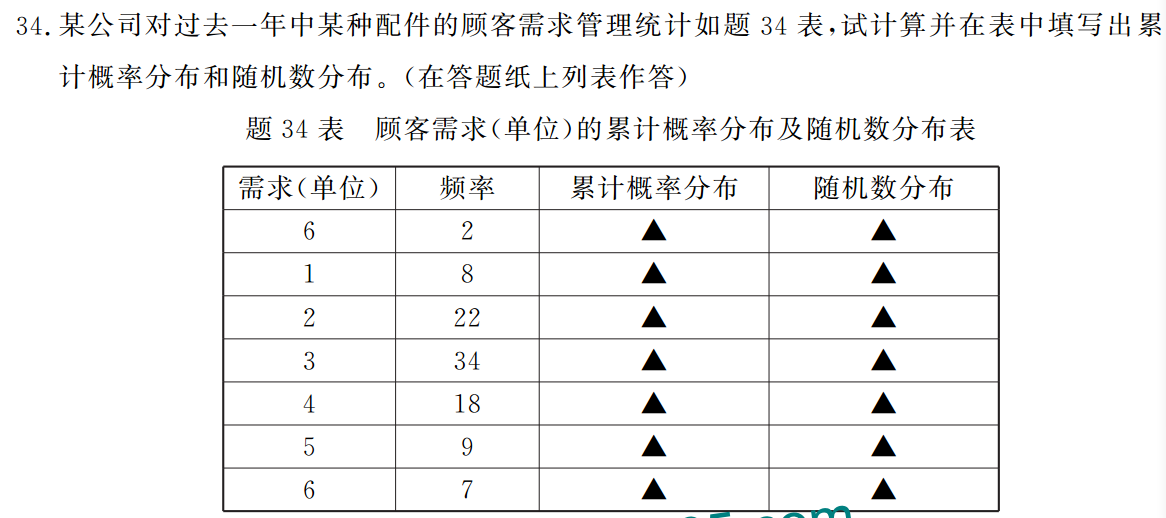 34. 某公司对过去一年中某种配件的顾客需求管理统计如题 34 表,试计算并在表中填写出累
计概率分布和随机数分布。(在答题纸上列表作答)
题 34 表 顾客需求(单位)的累计概率分布及随机数分布表
需求(单位) 频率 累计概率分布 随机数分布
6 2 ▲ ▲
1 8 ▲ ▲
2 22 ▲ ▲
3 34 ▲ ▲
4 18 ▲ ▲
5 9 ▲ ▲
6 7 ▲ ▲